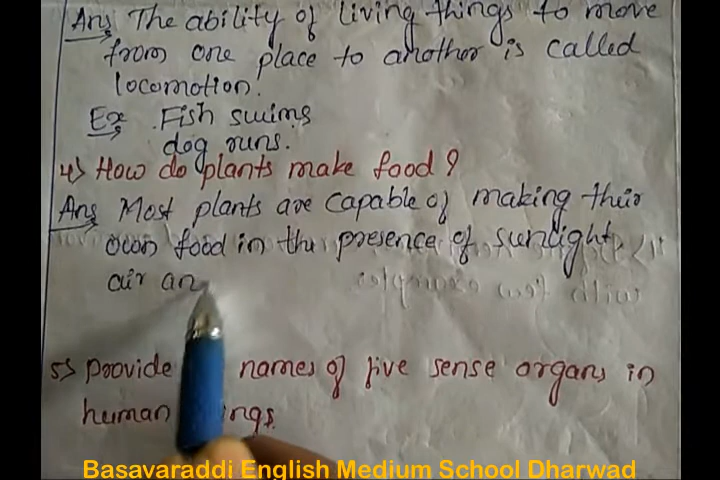 Ans The ability of living things to move
from one place to another is called
locomotion.
Ex Fish swims
dog runs.
4) How do plants make food ?
Ans Most plants are capable of making their
own food in the presence of sunlight,
air an
5) Provide names of five sense organs in
human ings
Basavaraddi English Medium School Dharwad